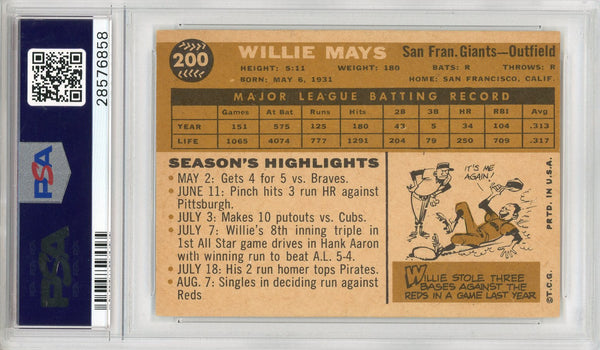 PSA
PSA
28576858
200
WILLIE MAYS
San Fran. Giants—Outfield
HEIGHT: 5:11 WEIGHT: 180 BATS: R THROWS: R
BORN: MAY 6, 1931 HOME: SAN FRANCISCO, CALIF.
MAJOR LEAGUE BATTING RECORD
Games At Bat Runs Hits 2B 3B HR RBI Avg.
YEAR 151 575 125 180 43 5 34 104 .313
LIFE 1065 4074 777 1291 204 79 250 709 .317
SEASON'S HIGHLIGHTS
• MAY 2: Gets 4 for 5 vs. Braves.
• JUNE 11: Pinch hits 3 run HR against
Pittsburgh.
• JULY 3: Makes 10 putouts vs. Cubs.
• JULY 7: Willie's 8th inning triple in
1st All Star game drives in Hank Aaron
with winning run to beat A.L. 5-4.
• JULY 18: His 2 run homer tops Pirates.
• AUG. 7: Singles in deciding run against
Reds
IT'S ME
AGAIN!
WILLIE STOLE THREE
BASES AGAINST THE
REDS IN A GAME LAST YEAR
©T.C.G. PRTD. IN U.S.A.